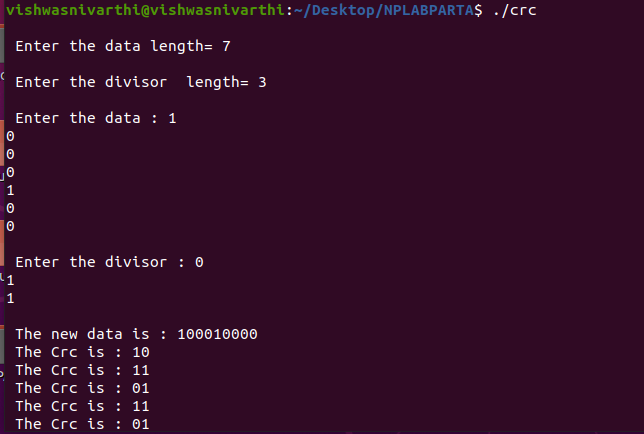 vishwasnivarthi@vishwasnivarthi:~/Desktop/NPLABPARTA$ ./crc
Enter the data length= 7
Enter the divisor  length= 3
Enter the data : 1
0
0
0
1
0
0
Enter the divisor : 0
1
1
The new data is : 100010000
The Crc is : 10
The Crc is : 11
The Crc is : 01
The Crc is : 11
The Crc is : 01